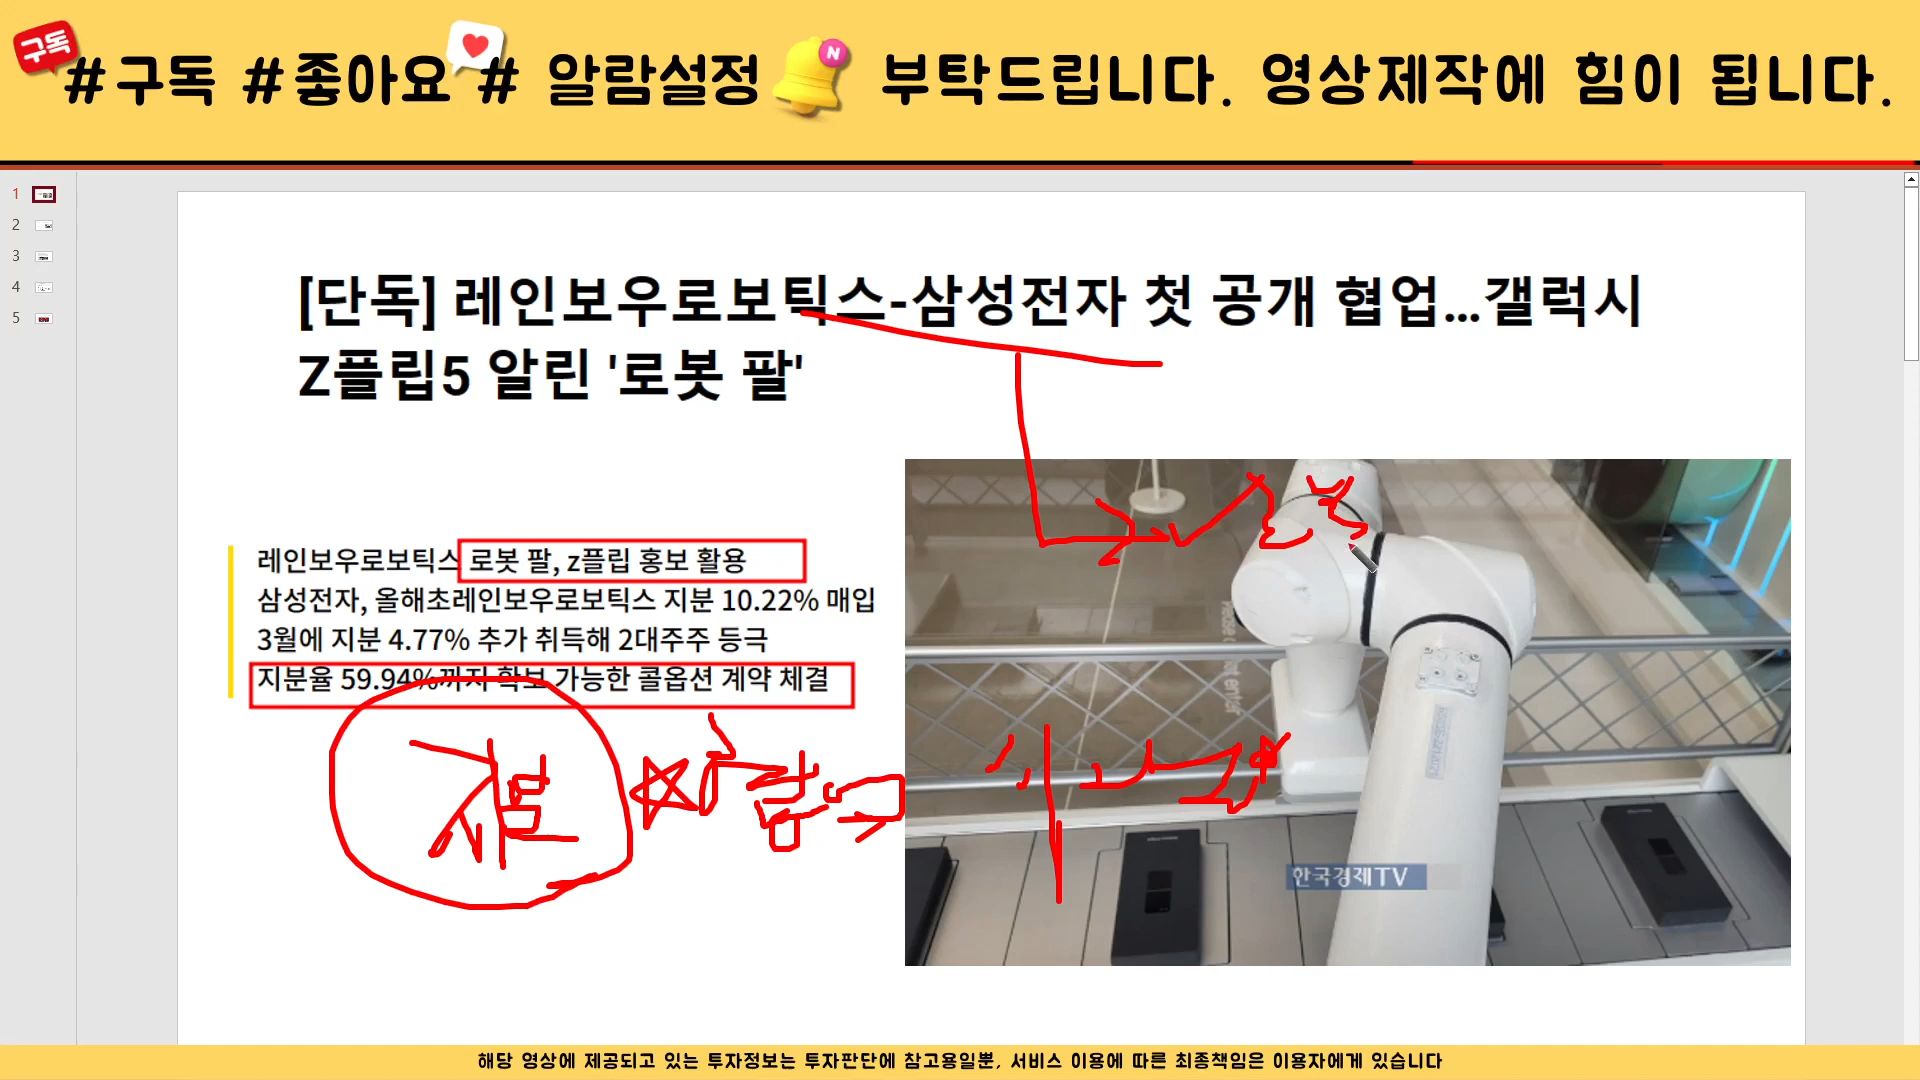 구독
#구독 #좋아요 # 알람설정 N 부탁드립니다. 영상제작에 힘이 됩니다.
1
2
3
4
5
[단독] 레인보우로보틱스-삼성전자 첫 공개 협업...갤럭시
Z플립5 알린 '로봇 팔'
레인보우로보틱스 로봇 팔, z플립 홍보 활용
삼성전자, 올해초레인보우로보틱스 지분 10.22% 매입
3월에 지분 4.77% 추가 취득해 2대주주 등극
지분율 59.94%까지 확보 가능한 콜옵션 계약 체결
한국경제TV
해당 영상에 제공되고 있는 투자정보는 투자판단에 참고용일뿐, 서비스 이용에 따른 최종책임은 이용자에게 있습니다